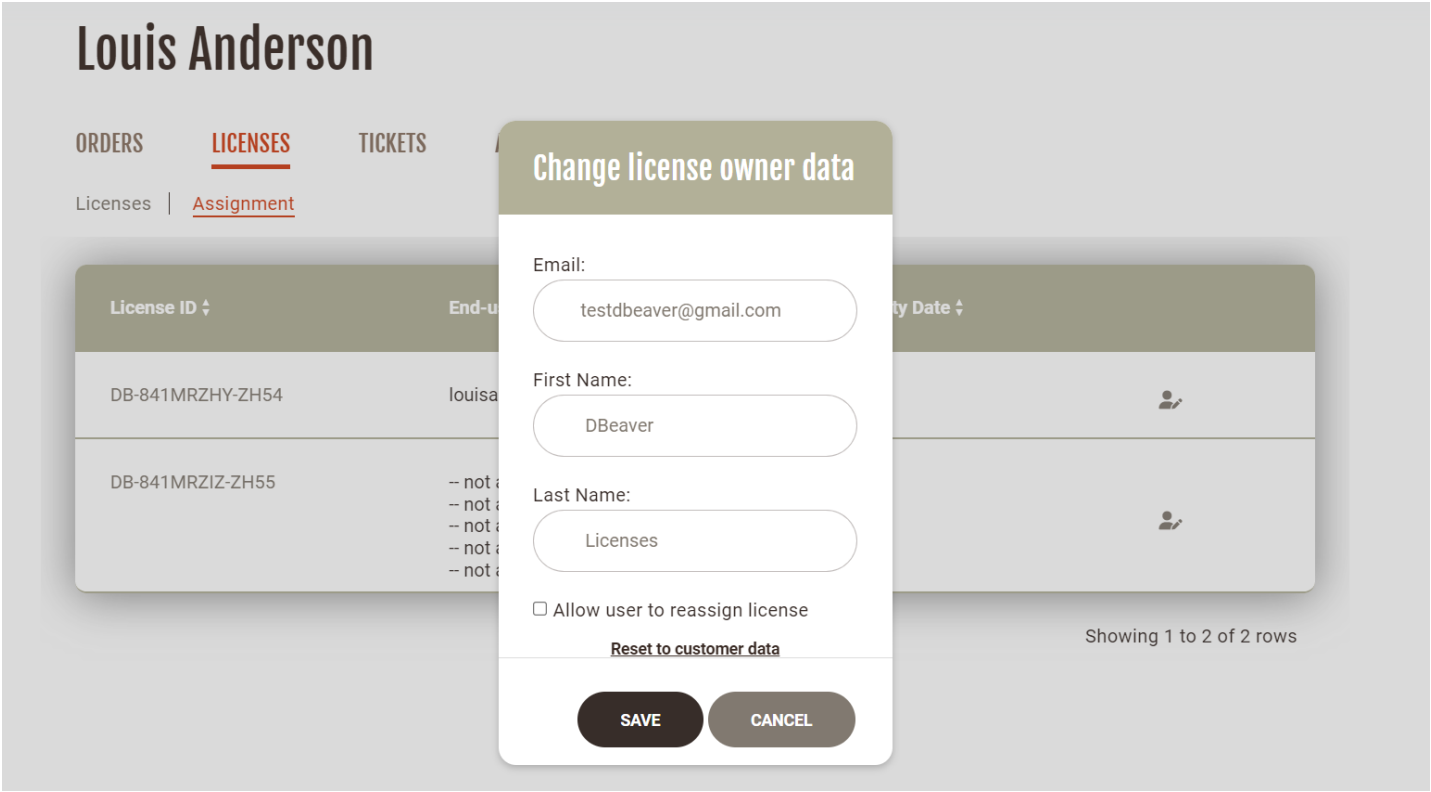 Louis Anderson
ORDERS LICENSES TICKETS
Licenses | Assignment
Change license owner data
Email:
testdbeaver@gmail.com
First Name:
DBeaver
Last Name:
Licenses
Allow user to reassign license
Reset to customer data
SAVE CANCEL
License ID End-u ty Date
DB-841MRZHY-ZH54 louisa
DB-841MRZIZ-ZH55 -- not
-- not
-- not
-- not
-- not
Showing 1 to 2 of 2 rows